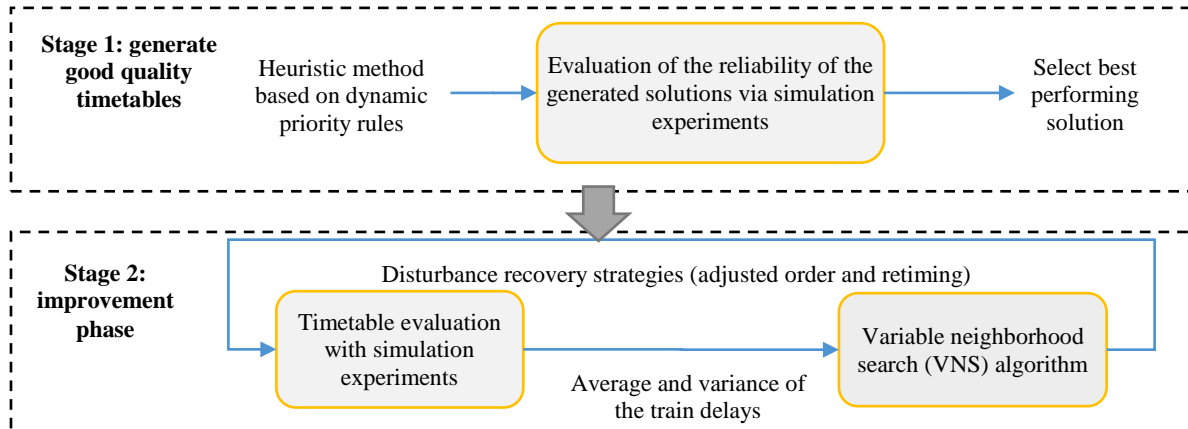 Stage 1: generate
good quality
timetables
Heuristic method
based on dynamic
priority rules
Evaluation of the reliability of the
generated solutions via simulation
experiments
Select best
performing
solution
Stage 2:
improvement
phase
Disturbance recovery strategies (adjusted order and retiming)
Timetable evaluation
with simulation
experiments
Average and variance of
the train delays
Variable neighborhood
search (VNS) algorithm